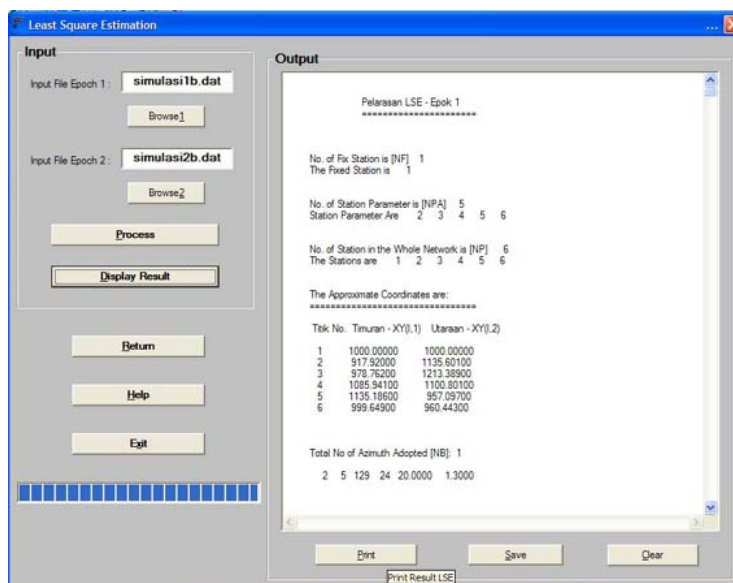 Least Square Estimation
Input
Input File Epoch 1 : simulasi1b.dat
Browse1
Input File Epoch 2 : simulasi2b.dat
Browse2
Process
Display Result
Return
Help
Exit
Output
Pelarasan LSE - Epok 1
======================
No. of Fix Station is [NF] 1
The Fixed Station is 1
No. of Station Parameter is [NPA] 5
Station Parameter Are 2 3 4 5 6
No. of Station in the Whole Network is [NP] 6
The Stations are 1 2 3 4 5 6
The Approximate Coordinates are:
================================
Titik No. Timuran - XY(I,1) Utaraan - XY(I,2)
1 1000.00000 1000.00000
2 917.92000 1135.60100
3 978.76200 1213.38900
4 1085.94100 1100.80100
5 1135.18600 957.09700
6 999.64900 960.44300
Total No of Azimuth Adopted [NB]: 1
2 5 129 24 20.0000 1.3000
Print
Save
Clear
Print Result LSE